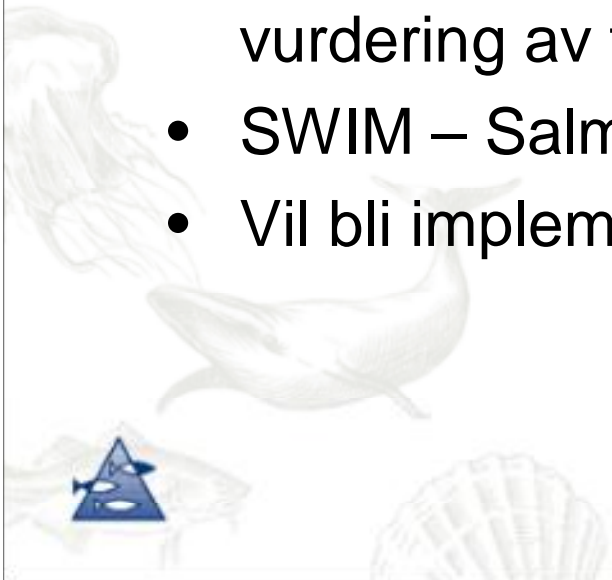 vurdering av
• SWIM – Salm
• Vil bli implem